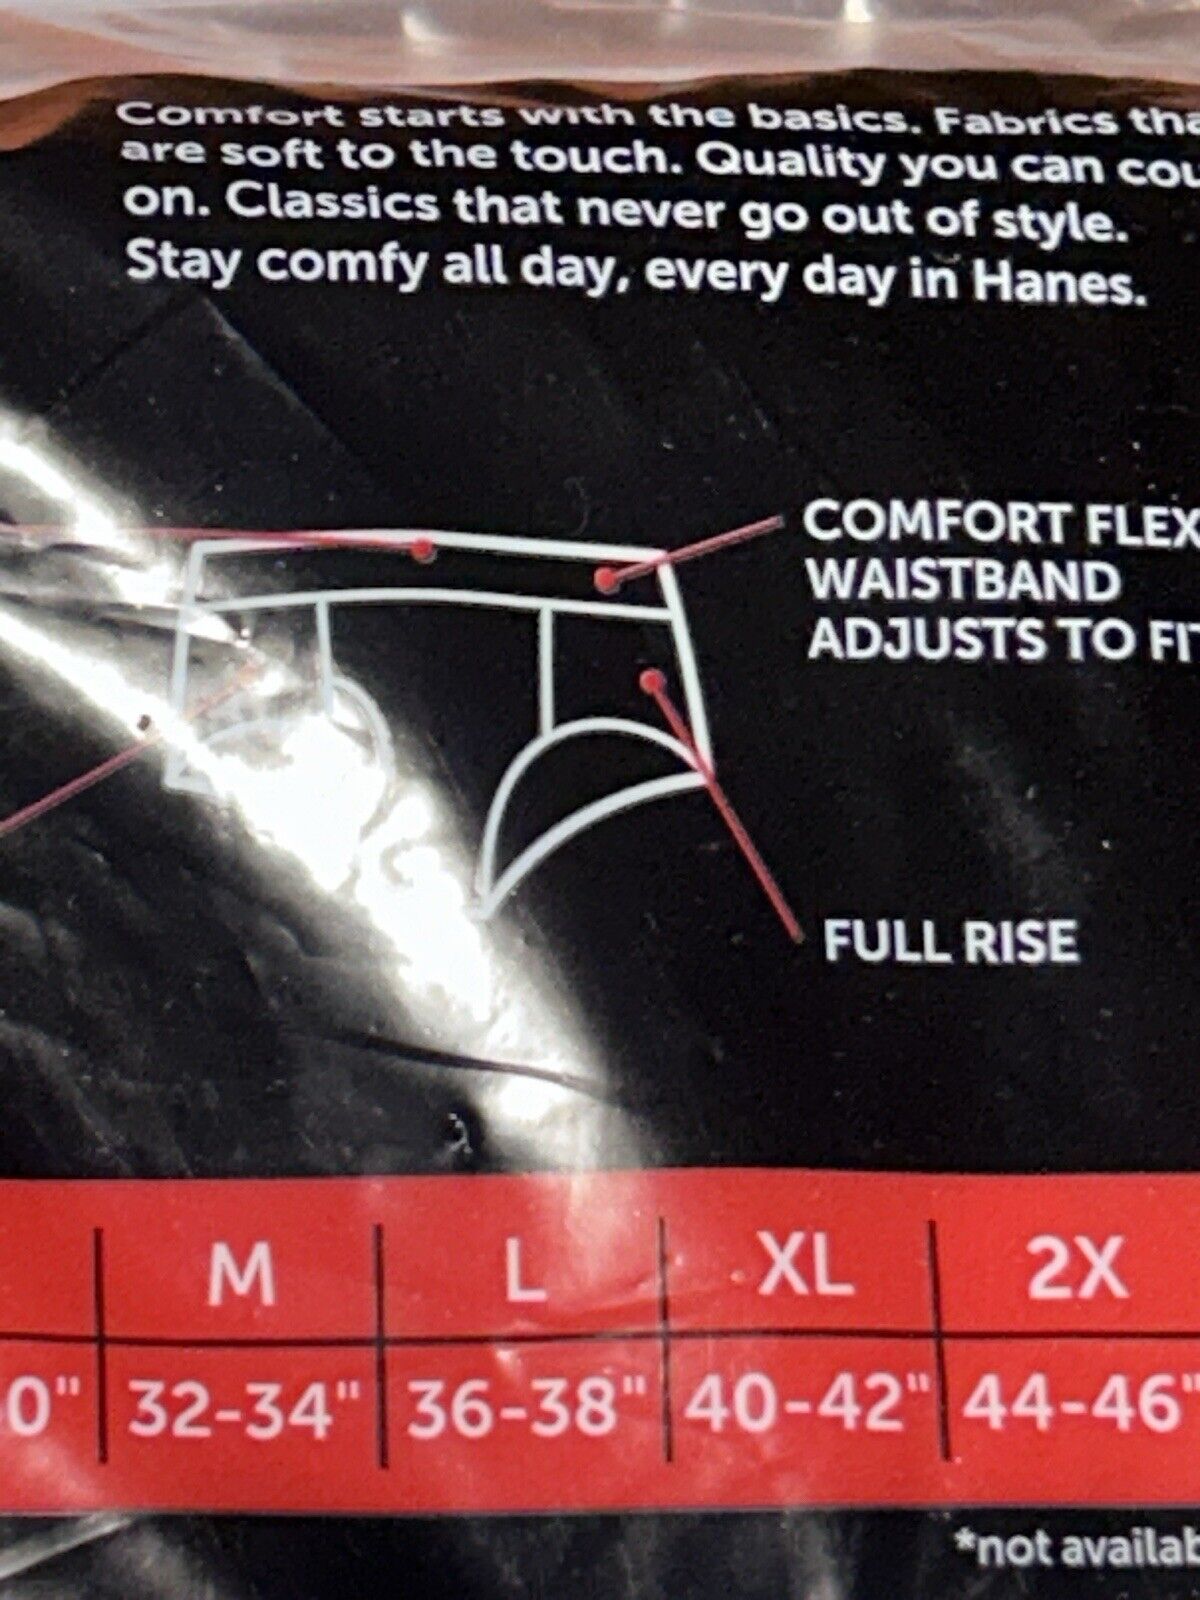 Comfort starts with the basics. Fabrics tha
are soft to the touch. Quality you can cou
on. Classics that never go out of style.
Stay comfy all day, every day in Hanes.
COMFORT FLEX
WAISTBAND
ADJUSTS TO FIT
FULL RISE
M L XL 2X
0" 32-34" 36-38" 40-42" 44-46"
*not availab